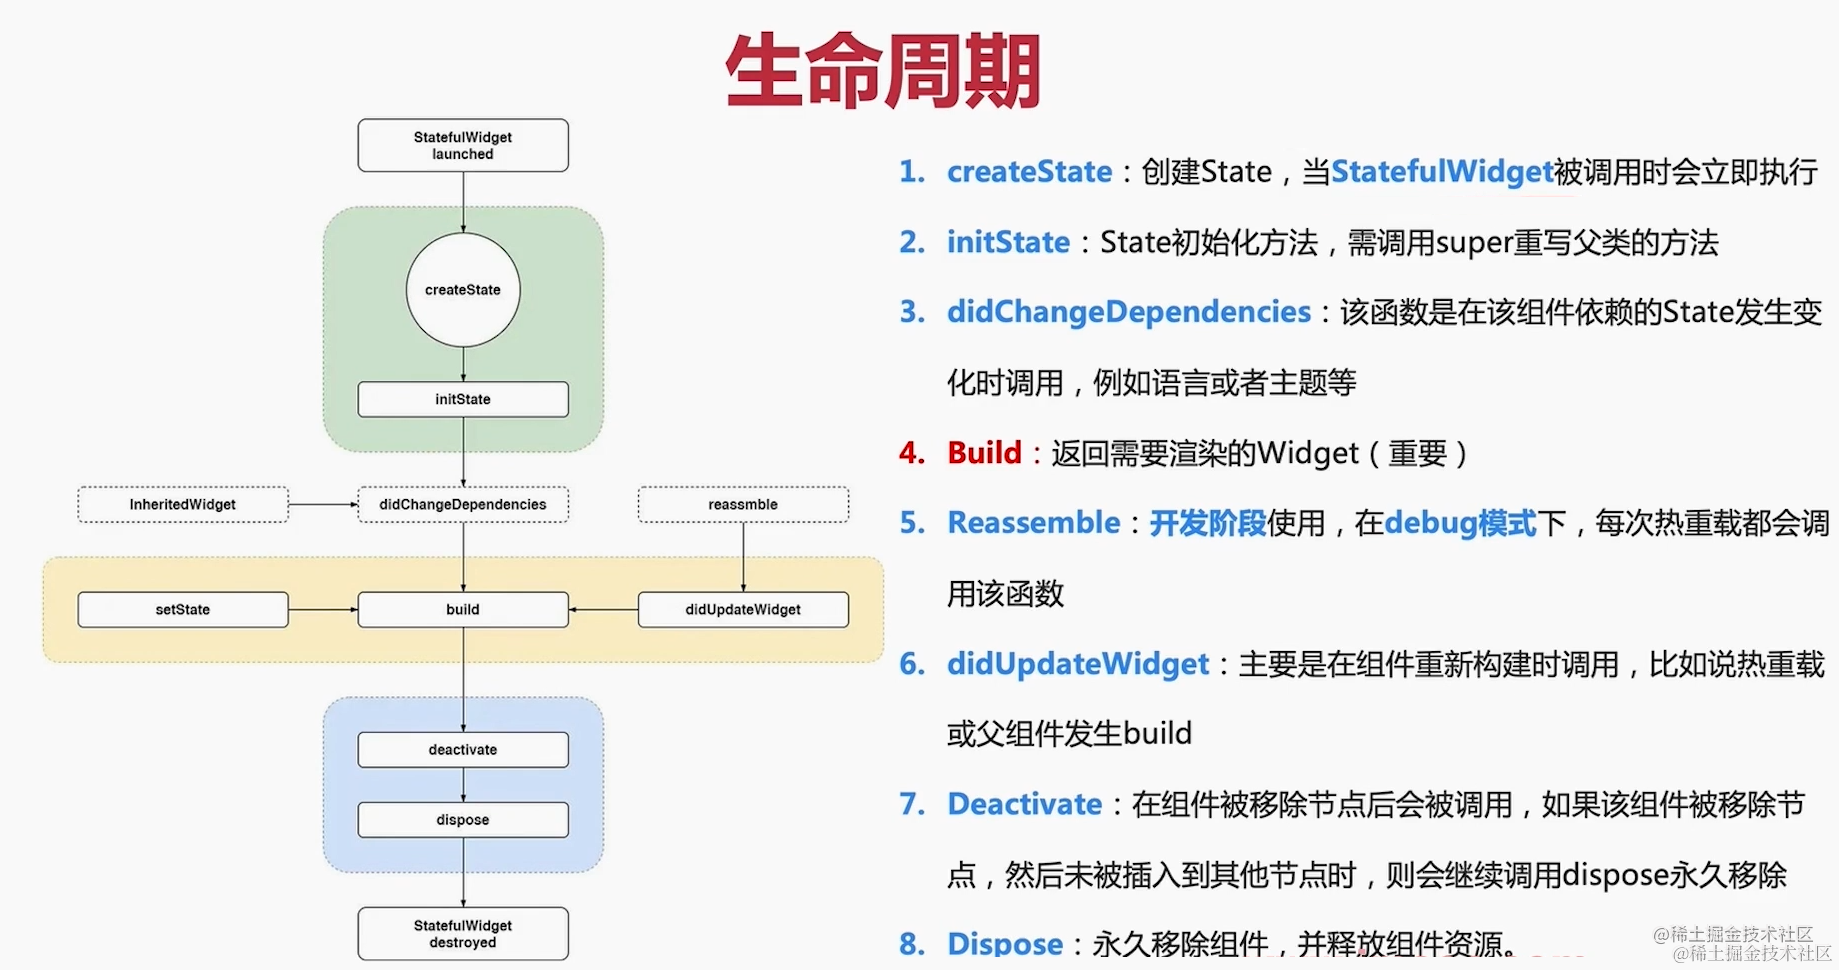 生命周期
StatefulWidget
launched
createState
initState
InheritedWidget
didChangeDependencies
reassmble
setState
build
didUpdateWidget
deactivate
dispose
StatefulWidget
destroyed
1. createState：创建State，当StatefulWidget被调用时会立即执行
2. initState：State初始化方法，需调用super重写父类的方法
3. didChangeDependencies：该函数是在该组件依赖的State发生变
化时调用，例如语言或者主题等
4. Build：返回需要渲染的Widget（重要）
5. Reassemble：开发阶段使用，在debug模式下，每次热重载都会调
用该函数
6. didUpdateWidget：主要是在组件重新构建时调用，比如说热重载
或父组件发生build
7. Deactivate：在组件被移除节点后会被调用，如果该组件被移除节
点，然后未被插入到其他节点时，则会继续调用dispose永久移除
8. Dispose：永久移除组件，并释放组件资源。
@稀土掘金技术社区
@稀土掘金技术社区